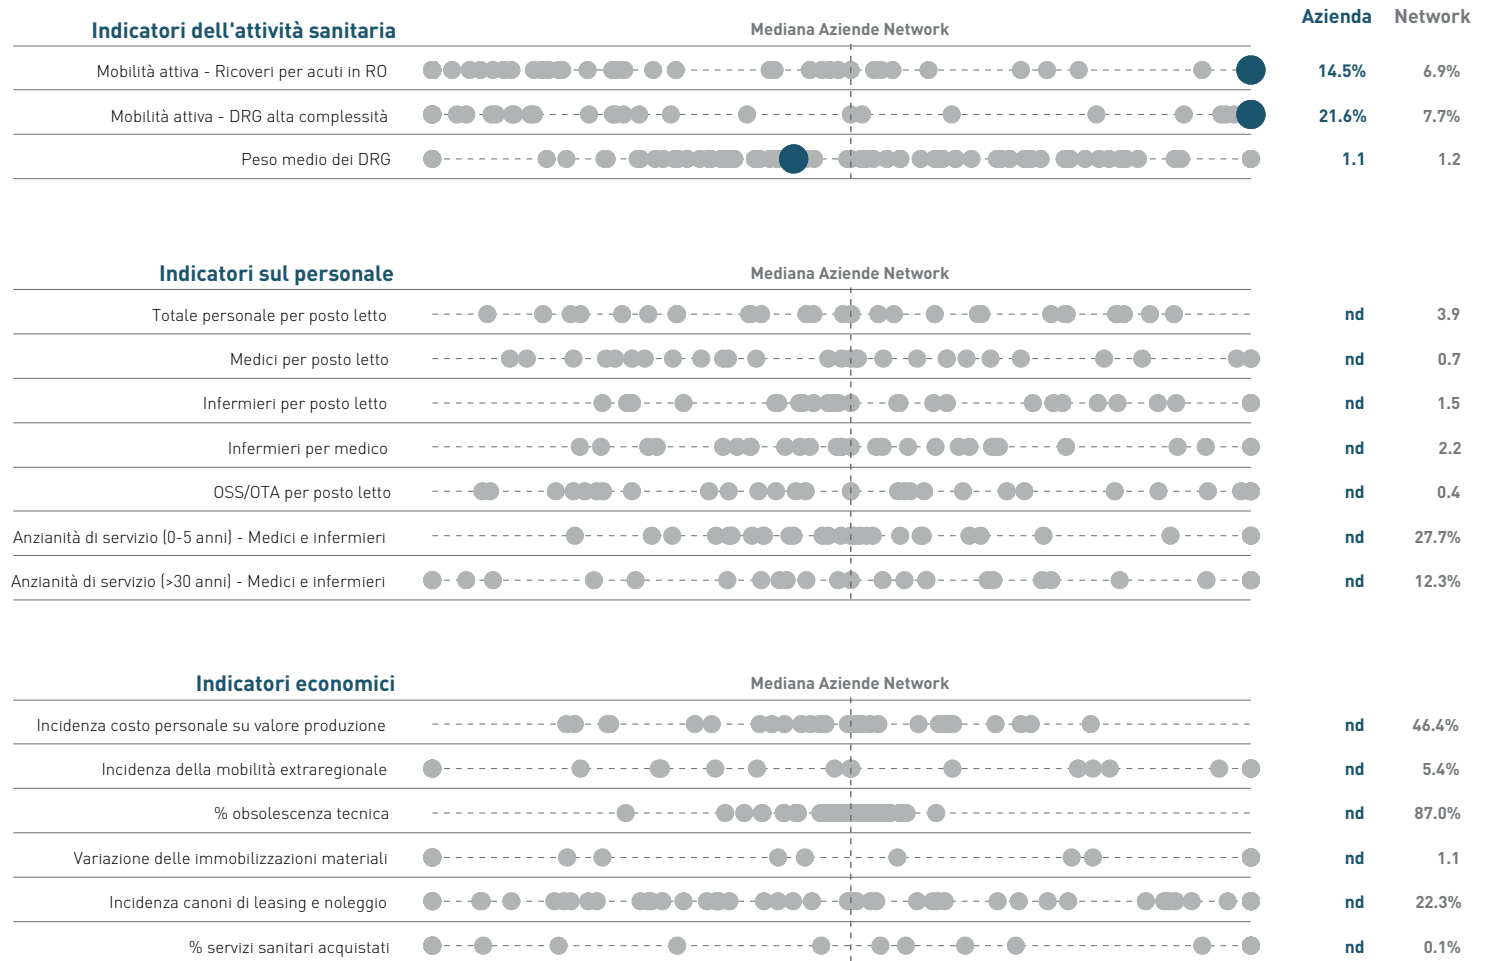 Azienda Network
Indicatori dell'attività sanitaria Mediana Aziende Network
Mobilità attiva - Ricoveri per acuti in RO 14.5% 6.9%
Mobilità attiva - DRG alta complessità 21.6% 7.7%
Peso medio dei DRG 1.1 1.2
Indicatori sul personale Mediana Aziende Network
Totale personale per posto letto nd 3.9
Medici per posto letto nd 0.7
Infermieri per posto letto nd 1.5
Infermieri per medico nd 2.2
OSS/OTA per posto letto nd 0.4
Anzianità di servizio (0-5 anni) - Medici e infermieri nd 27.7%
Anzianità di servizio (>30 anni) - Medici e infermieri nd 12.3%
Indicatori economici Mediana Aziende Network
Incidenza costo personale su valore produzione nd 46.4%
Incidenza della mobilità extraregionale nd 5.4%
% obsolescenza tecnica nd 87.0%
Variazione delle immobilizzazioni materiali nd 1.1
Incidenza canoni di leasing e noleggio nd 22.3%
% servizi sanitari acquistati nd 0.1%